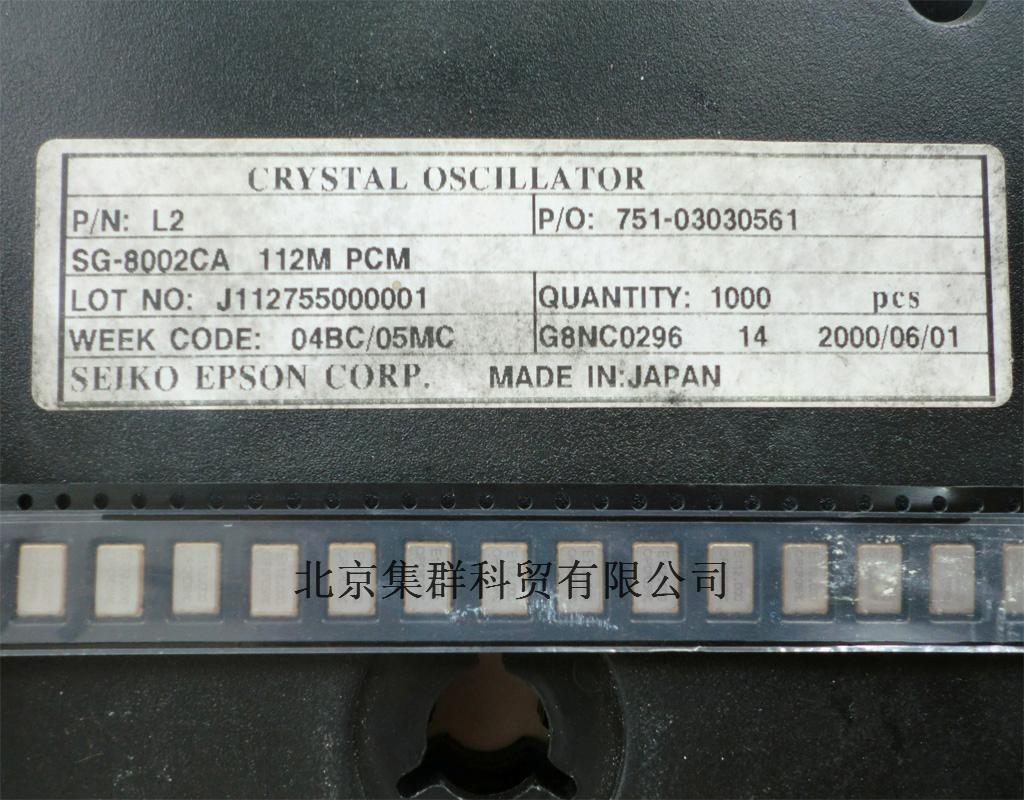 CRYSTAL OSCILLATOR
P/N: L2 P/O: 751-03030561
SG-8002CA 112M PCM
LOT NO: J112755000001 QUANTITY: 1000 pcs
WEEK CODE: 04BC/05MC G8NC0296 14 2000/06/01
SEIKO EPSON CORP. MADE IN:JAPAN
北京集群科贸有限公司